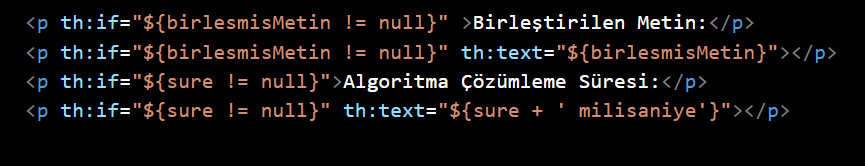 <p th:if="${birlesmisMetin != null}" >Birleştirilen Metin:</p>
<p th:if="${birlesmisMetin != null}" th:text="${birlesmisMetin}"></p>
<p th:if="${sure != null}">Algoritma Çözümleme Süresi:</p>
<p th:if="${sure != null}" th:text="${sure + ' milisaniye'}"></p>